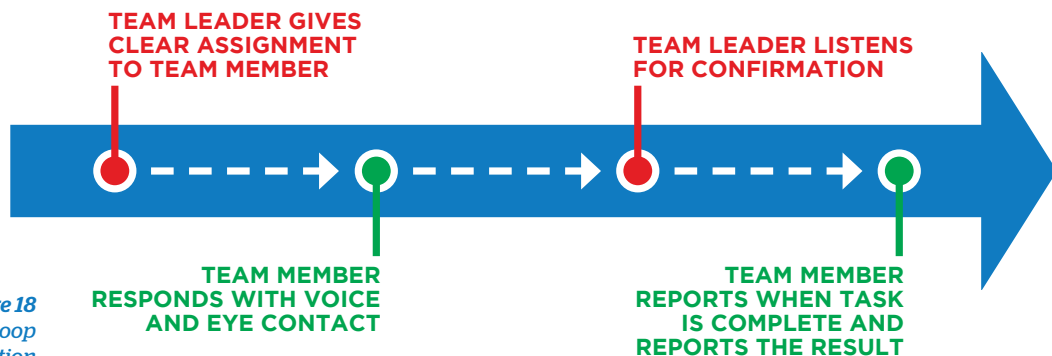 TEAM LEADER GIVES
CLEAR ASSIGNMENT
TO TEAM MEMBER
TEAM LEADER LISTENS
FOR CONFIRMATION
TEAM MEMBER
RESPONDS WITH VOICE
AND EYE CONTACT
TEAM MEMBER
REPORTS WHEN TASK
IS COMPLETE AND
REPORTS THE RESULT
18